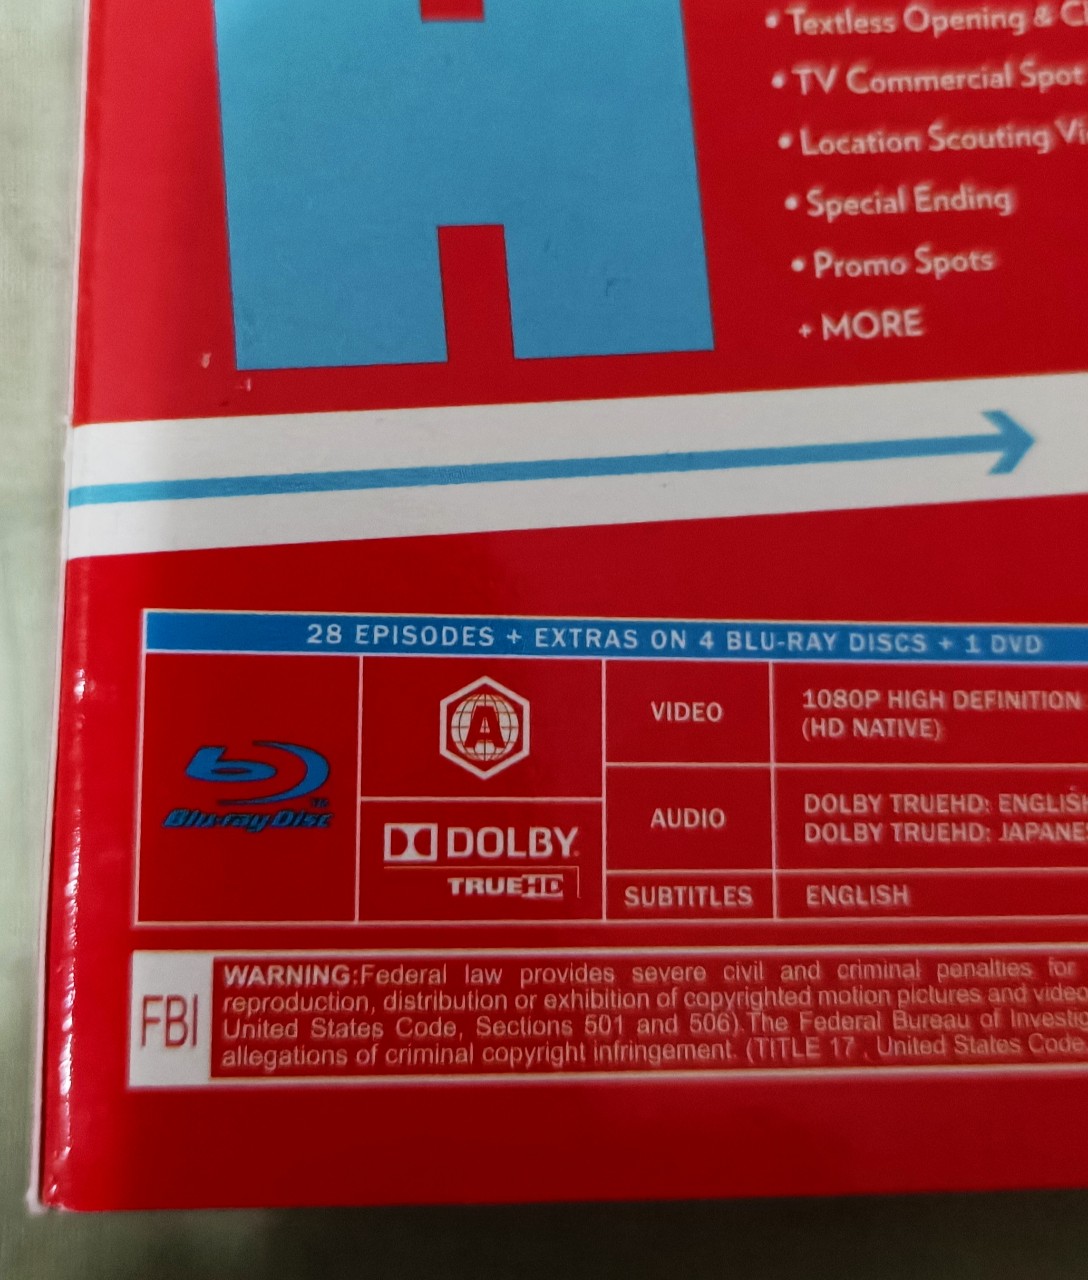 • Textless Opening &
• TV Commercial Spot
• Location Scouting
• Special Ending
• Promo Spots
+ MORE
28 EPISODES + EXTRAS ON 4 BLU-RAY DISCS + 1 DVD
Blu-ray Disc
A
DOLBY
TRUEHD
VIDEO
1080P HIGH DEFINITION
(HD NATIVE)
AUDIO
DOLBY TRUEHD: ENGLIS
DOLBY TRUEHD: JAPANE
SUBTITLES
ENGLISH
FBI
WARNING:Federal law provides severe civil and criminal penalties for
reproduction, distribution or exhibition of copyrighted motion pictures and video
United States Code, Sections 501 and 506).The Federal Bureau of Investi
allegations of criminal copyright infringement. (TITLE 17 , United States Code,